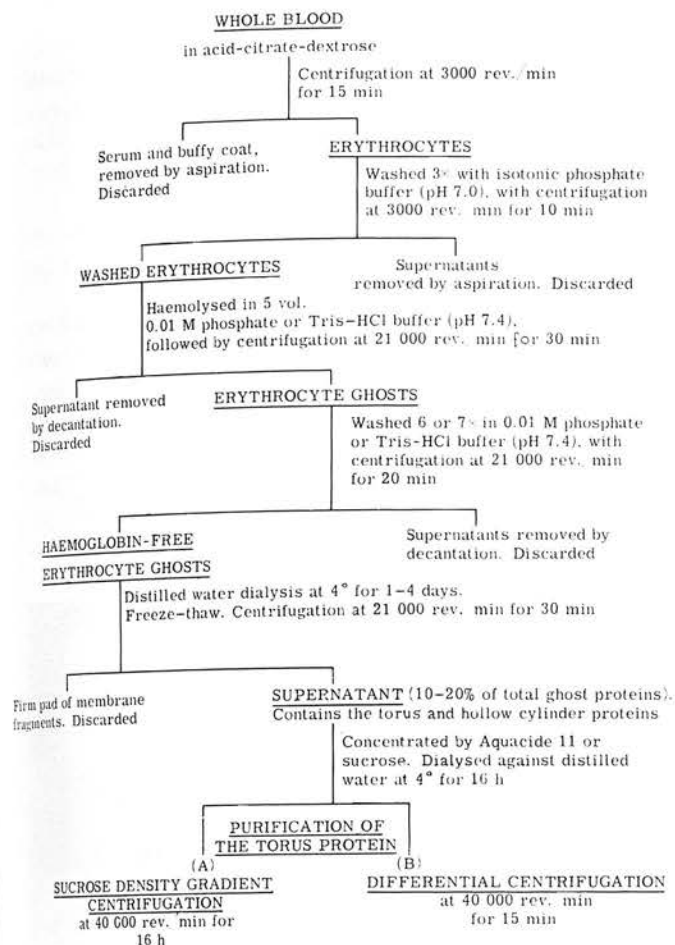 WHOLE BLOOD
in acid-citrate-dextrose
Centrifugation at 3000 rev./min
for 15 min
Serum and buffy coat,
removed by aspiration.
Discarded
ERYTHROCYTES
Washed 3× with isotonic phosphate
buffer (pH 7.0), with centrifugation
at 3000 rev. min for 10 min
WASHED ERYTHROCYTES
Supernatants
removed by aspiration. Discarded
Haemolysed in 5 vol.
0.01 M phosphate or Tris-HCl buffer (pH 7.4),
followed by centrifugation at 21 000 rev. min for 30 min
Supernatant removed
by decantation.
Discarded
ERYTHROCYTE GHOSTS
Washed 6 or 7× in 0.01 M phosphate
or Tris-HCl buffer (pH 7.4), with
centrifugation at 21 000 rev. min
for 20 min
HAEMOGLOBIN-FREE
ERYTHROCYTE GHOSTS
Supernatants removed by
decantation. Discarded
Distilled water dialysis at 4° for 1-4 days.
Freeze-thaw. Centrifugation at 21 000 rev. min for 30 min
Firm pad of membrane
fragments. Discarded
SUPERNATANT (10-20% of total ghost proteins).
Contains the torus and hollow cylinder proteins
Concentrated by Aquacide 11 or
sucrose. Dialysed against distilled
water at 4° for 16 h
PURIFICATION OF
THE TORUS PROTEIN
(A)
SUCROSE DENSITY GRADIENT
CENTRIFUGATION
at 40 000 rev. min for
16 h
(B)
DIFFERENTIAL CENTRIFUGATION
at 40 000 rev. min
for 15 min